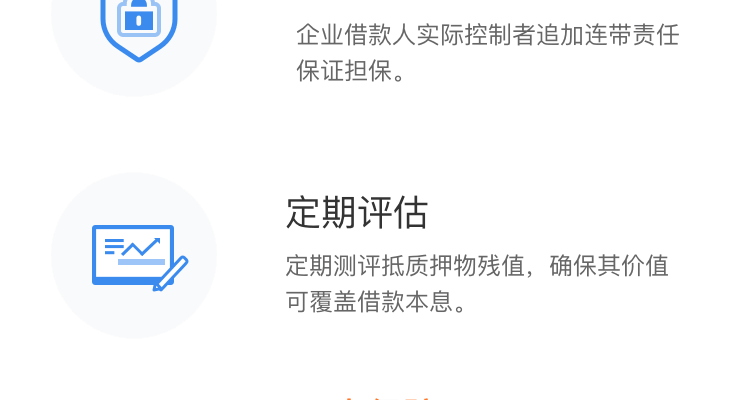 企业借款人实际控制者追加连带责任
保证担保。
定期评估
定期测评抵质押物残值，确保其价值
可覆盖借款本息。